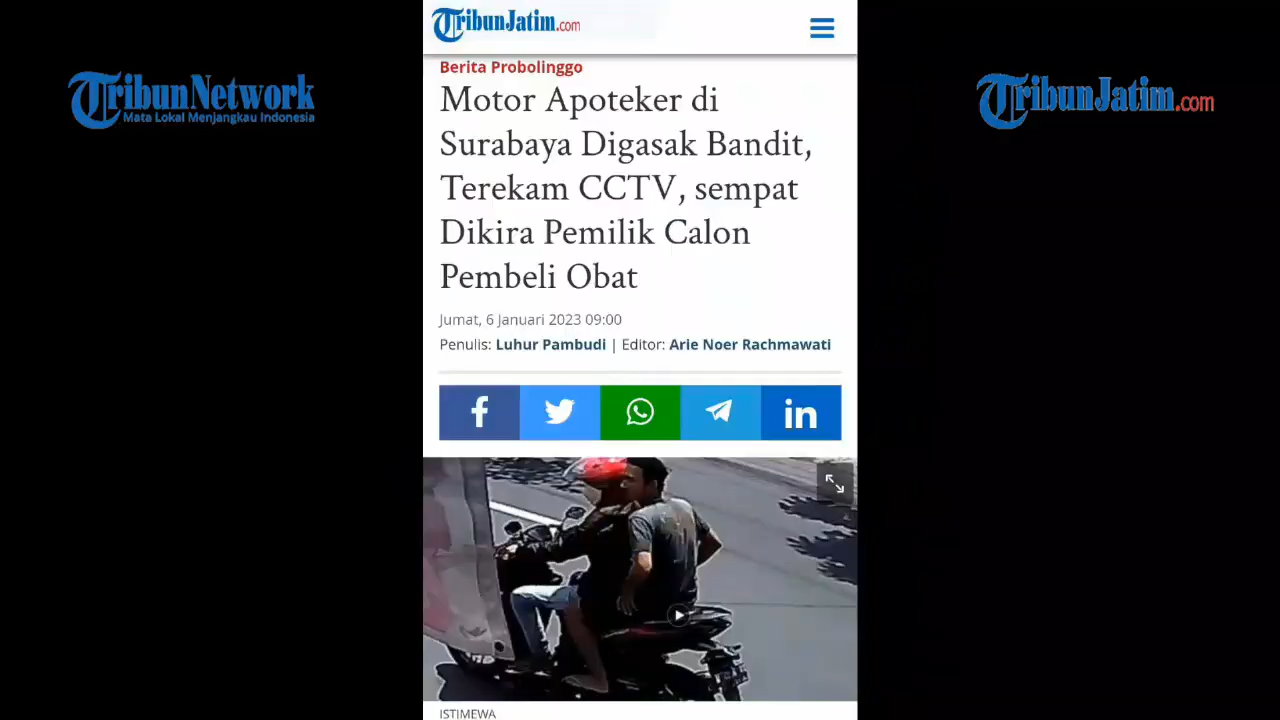 TribunJatim.com
TribunNetwork
Mata Lokal Menjangkau Indonesia
TribunJatim.com
Berita Probolinggo
Motor Apoteker di
Surabaya Digasak Bandit,
Terekam CCTV, sempat
Dikira Pemilik Calon
Pembeli Obat
Jumat, 6 Januari 2023 09:00
Penulis: Luhur Pambudi | Editor: Arie Noer Rachmawati
ISTIMEWA